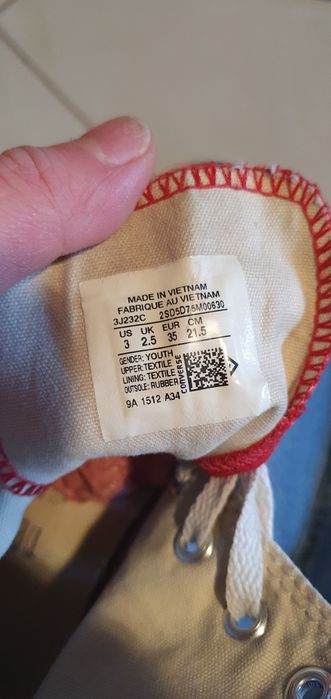 MADE IN VIETNAM
FABRIQUE AU VIETNAM
3J232C 2SD5D76M00630
US UK EUR CM
3 2.5 35 21.5
GENDER: YOUTH
UPPER: TEXTILE
LINING: TEXTILE
OUTSOLE: RUBBER
CONVERSE
9A 1512 A34